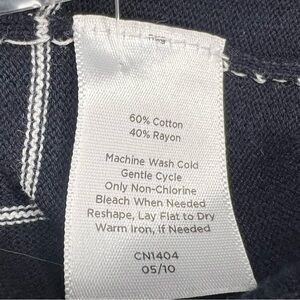 60% Cotton
40% Rayon
Machine Wash Cold
Gentle Cycle
Only Non-Chlorine
Bleach When Needed
Reshape, Lay Flat to Dry
Warm Iron, If Needed
CN1404
05/10